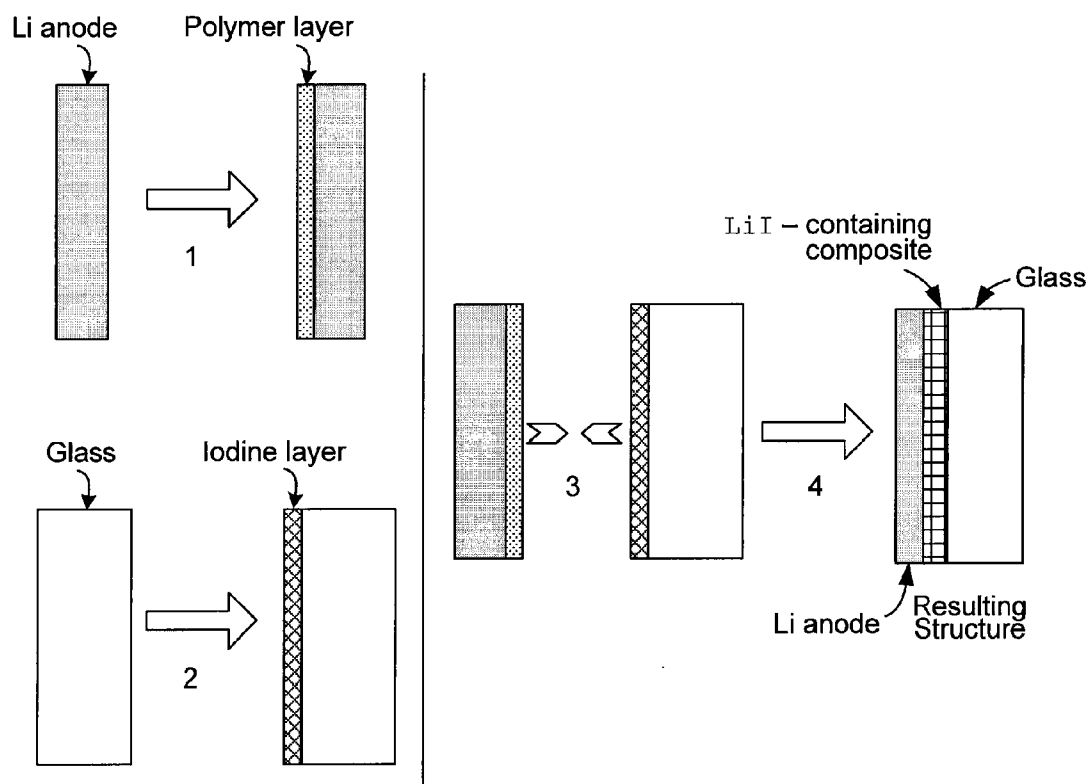 Li anode
Polymer layer
1
Glass
Iodine layer
2
3
4
LiI – containing
composite
Glass
Li anode
Resulting
Structure